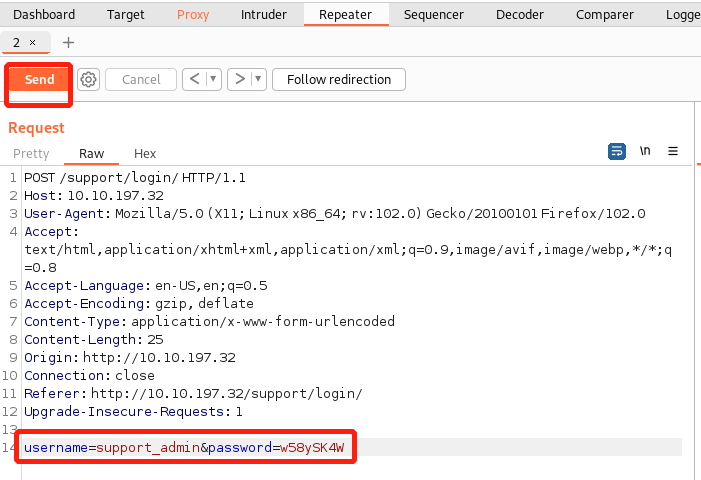 Dashboard Target Proxy Intruder Repeater Sequencer Decoder Comparer Logge
2 × +
Send Cancel < ▾ > ▾ Follow redirection
Request
Pretty Raw Hex \n ≡
1 POST /support/login/ HTTP/1.1
2 Host: 10.10.197.32
3 User-Agent: Mozilla/5.0 (X11; Linux x86_64; rv:102.0) Gecko/20100101 Firefox/102.0
4 Accept:
text/html,application/xhtml+xml,application/xml;q=0.9,image/avif,image/webp,*/*;q
=0.8
5 Accept-Language: en-US,en;q=0.5
6 Accept-Encoding: gzip, deflate
7 Content-Type: application/x-www-form-urlencoded
8 Content-Length: 25
9 Origin: http://10.10.197.32
10 Connection: close
11 Referer: http://10.10.197.32/support/login/
12 Upgrade-Insecure-Requests: 1
13
14 username=support_admin&password=w58ySK4W